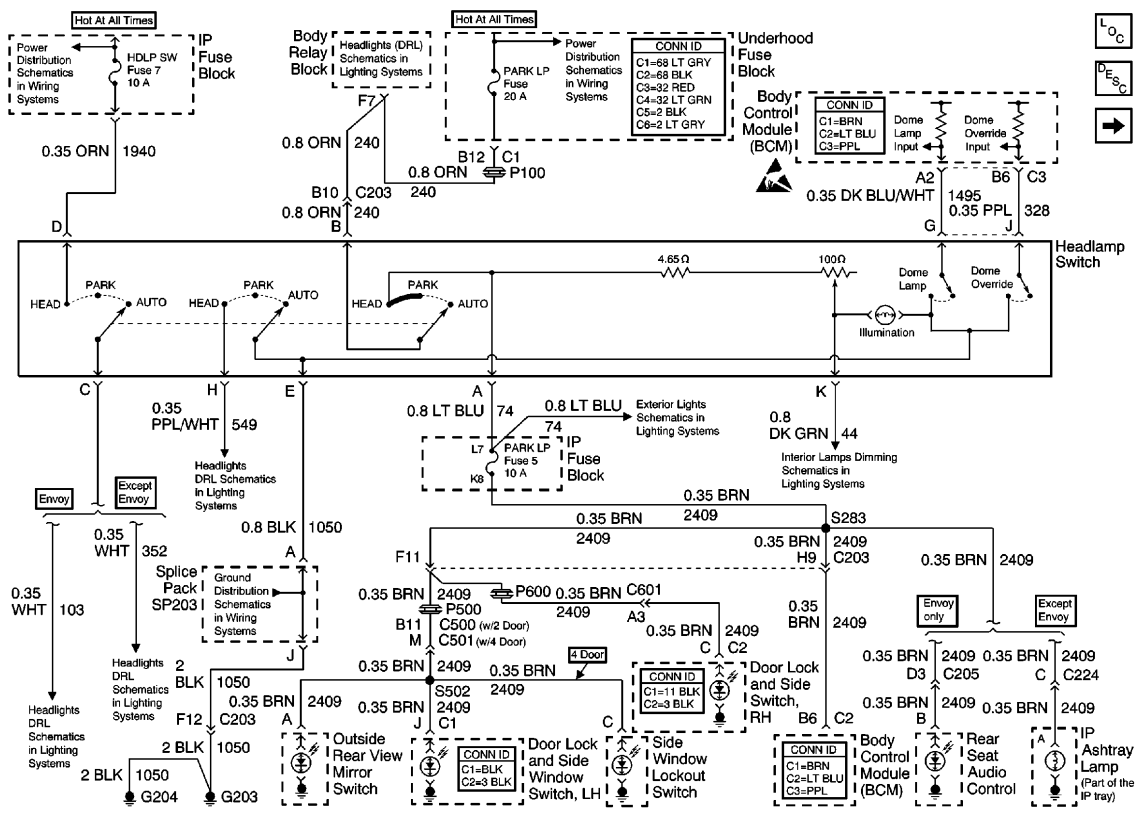 Hot At All Times
Power
Distribution
Schematics
in Wiring
Systems
HDLP SW
Fuse 7
10 A
IP
Fuse
Block
Body
Relay
Block
Headlights (DRL)
Schematics in
Lighting Systems
F7
Hot At All Times
PARK LP
Fuse
20 A
Power
Distribution
Schematics
in Wiring
Systems
CONN ID
C1=68 LT GRY
C2=68 BLK
C3=32 RED
C4=32 LT GRN
C5=2 BLK
C6=2 LT GRY
Underhood
Fuse
Block
Body
Control
Module
(BCM)
CONN ID
C1=BRN
C2=LT BLU
C3=PPL
Dome
Lamp
Input
Dome
Override
Input
LOC
DESC
0.35 ORN 1940
0.8 ORN 240
B12 C1
0.8 ORN P100
240
B10 C203
0.8 ORN 240
A2 B6 C3
0.35 DK BLU/WHT 1495
0.35 PPL 328
D B G J
Headlamp
Switch
4.65Ω 100Ω
HEAD PARK AUTO
HEAD PARK AUTO
HEAD PARK AUTO
Dome
Lamp
Dome
Override
Illumination
C H E A K
0.35
PPL/WHT 549
Headlights
DRL Schematics
in Lighting
Systems
0.8 LT BLU 74
0.8 LT BLU
74
Exterior Lights
Schematics in
Lighting Systems
L7 PARK LP
Fuse 5
K8 10 A
IP
Fuse
Block
0.8
DK GRN 44
Interior Lamps Dimming
Schematics in
Lighting Systems
Envoy
Except
Envoy
0.35
WHT 352
0.35
WHT 103
0.8 BLK 1050
A
Splice
Pack
SP203
Ground
Distribution
Schematics
in Wiring
Systems
J
Headlights
DRL
Schematics
in Lighting
Systems
Headlights
DRL
Schematics
in Lighting
Systems
2
BLK 1050
F12 C203
2 BLK 1050
2 BLK 1050
G204 G203
0.35 BRN
2409
S283
0.35 BRN
2409
0.35 BRN 2409
H9 C203
0.35 BRN 2409
F11
0.35 BRN 2409
P500
B11 C500 (w/2 Door)
M C501 (w/4 Door)
P600
0.35 BRN C601
2409 A3
0.35 BRN 2409
C C2
0.35
BRN 2409
0.35 BRN 2409
0.35 BRN
2409
4 Door
S502
0.35 BRN 2409
A
0.35 BRN 2409
J C1
C
Outside
Rear View
Mirror
Switch
CONN ID
C1=BLK
C2=3 BLK
Door Lock
and Side
Window
Switch, LH
Side
Window
Lockout
Switch
CONN ID
C1=11 BLK
C2=3 BLK
Door Lock
and Side
Switch,
RH
B6 C2
CONN ID
C1=BRN
C2=LT BLU
C3=PPL
Body
Control
Module
(BCM)
Envoy
only
Except
Envoy
0.35 BRN 2409
D3 C205
0.35 BRN 2409
B
Rear
Seat
Audio
Control
0.35 BRN 2409
C C224
0.35 BRN 2409
A
IP
Ashtray
Lamp
(Part of the
IP tray)